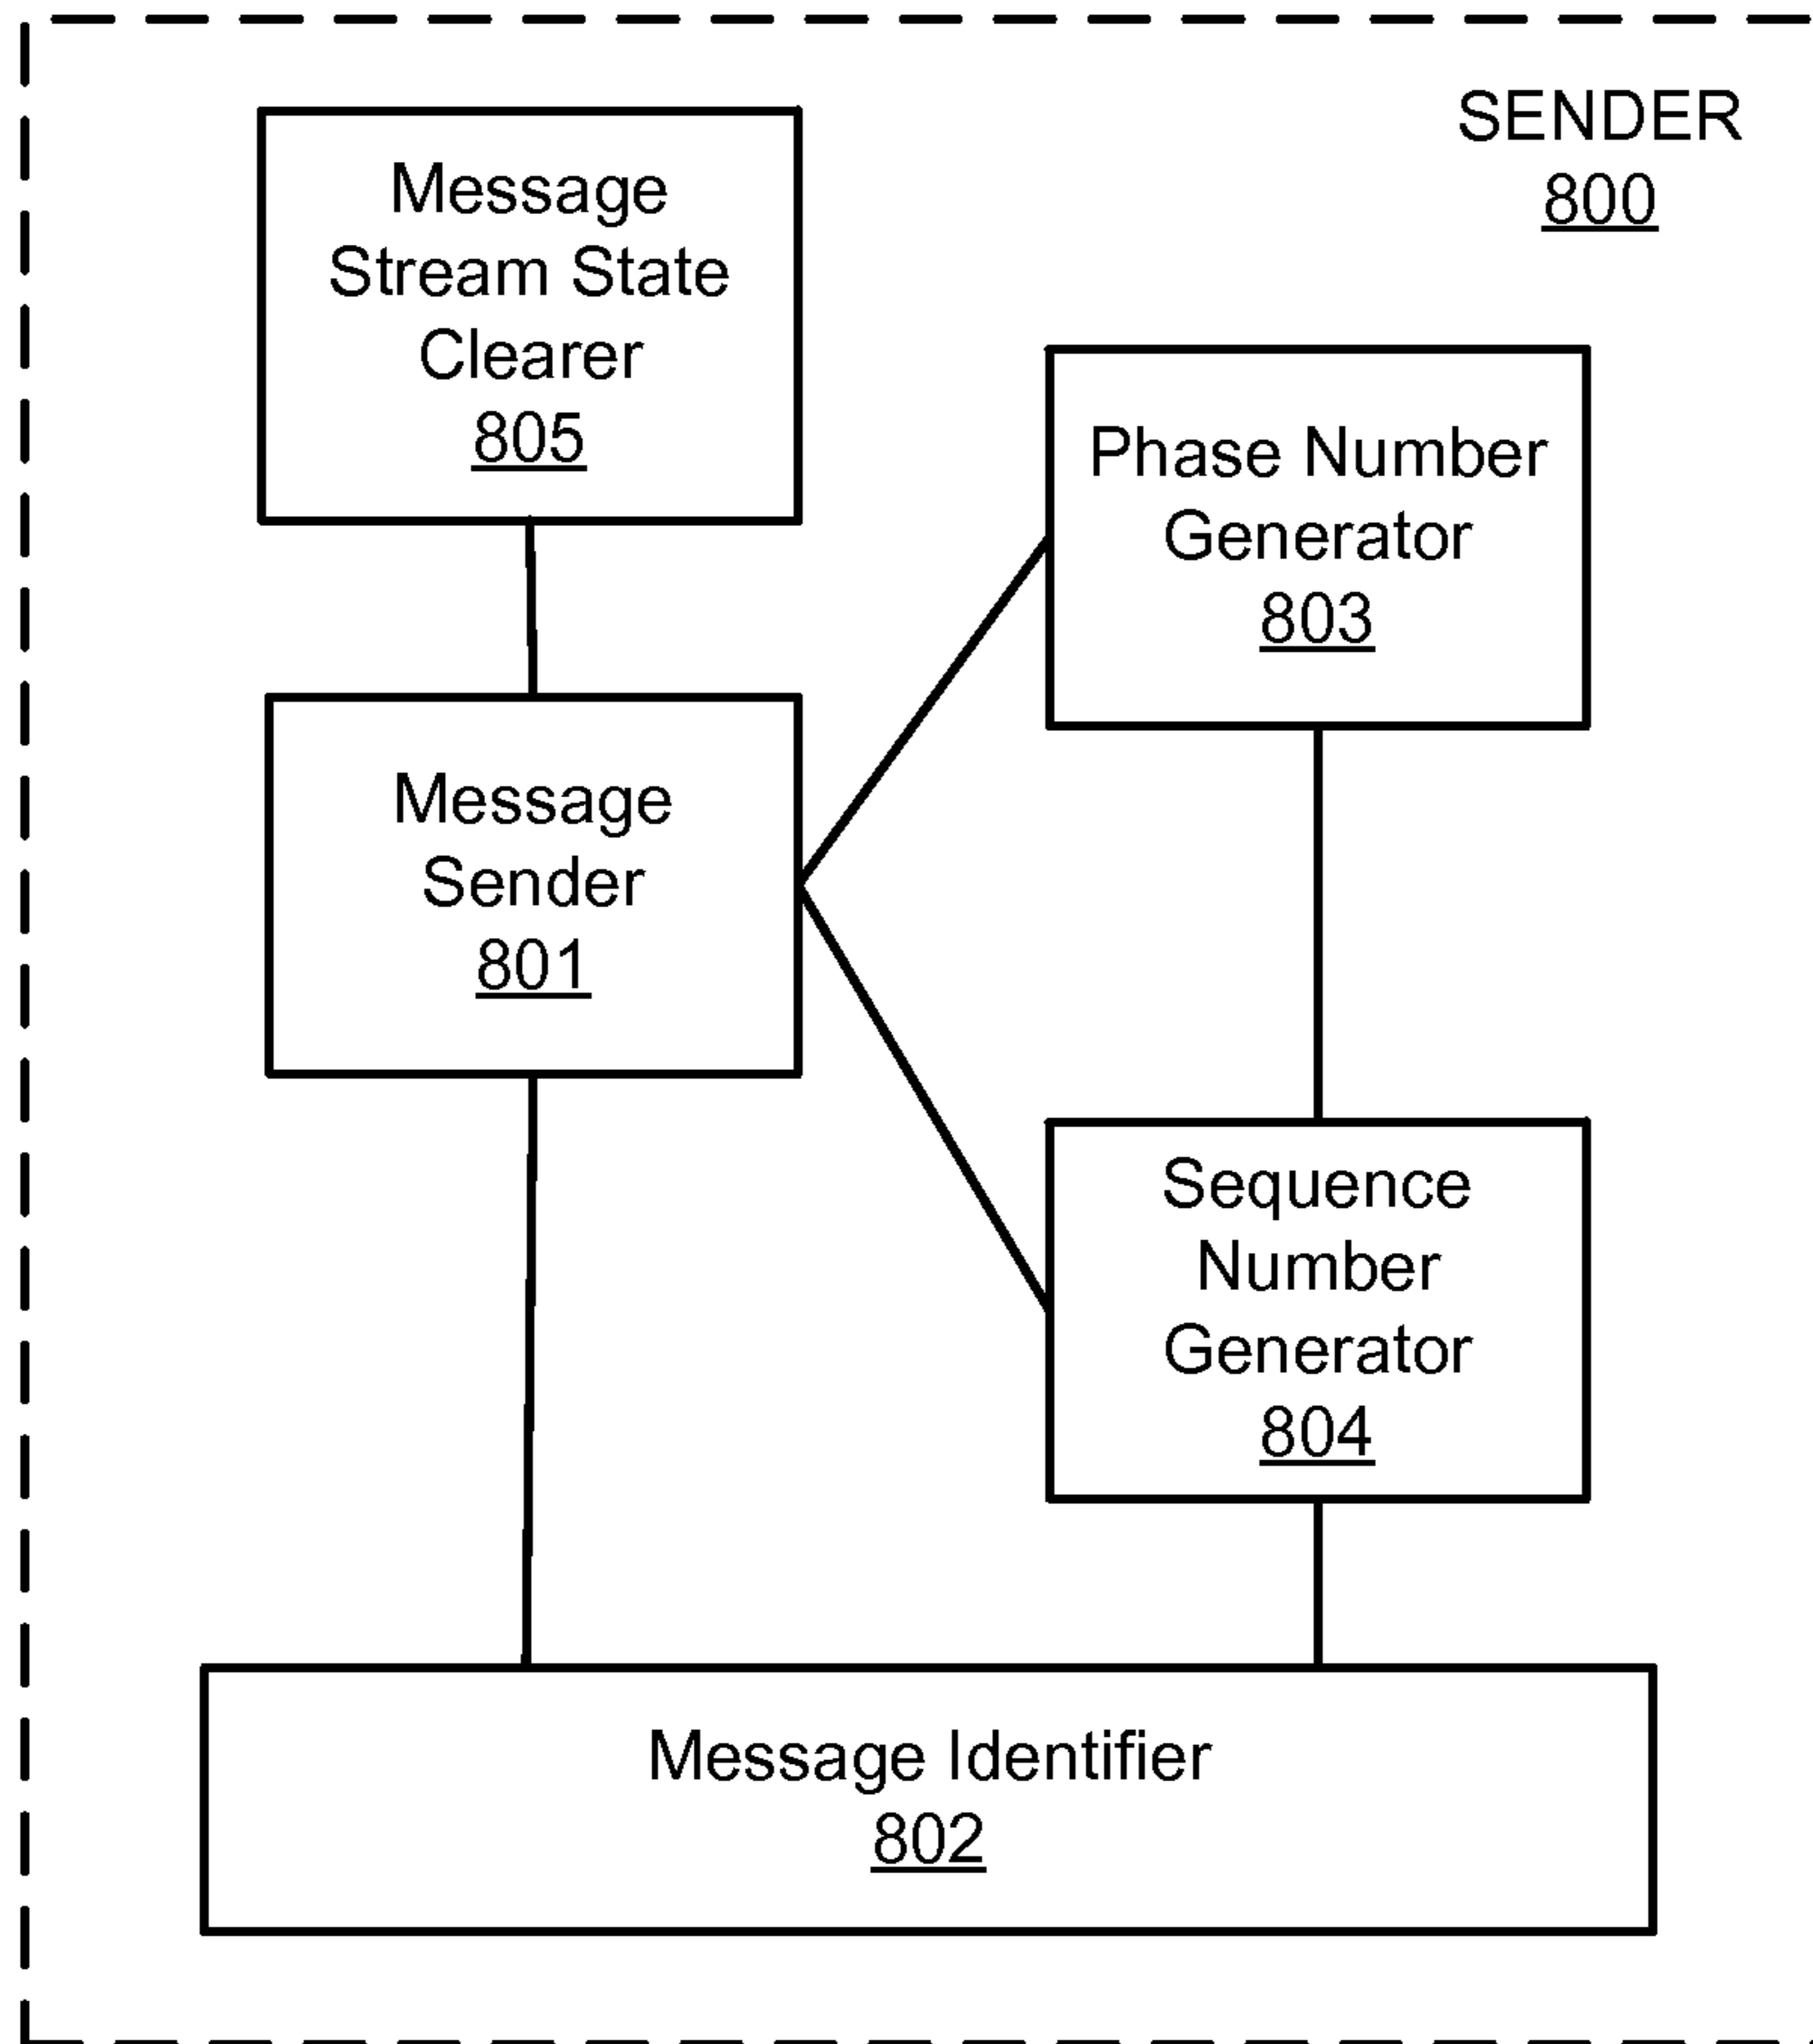 SENDER
800
Message
Stream State
Clearer
805
Phase Number
Generator
803
Message
Sender
801
Sequence
Number
Generator
804
Message Identifier
802